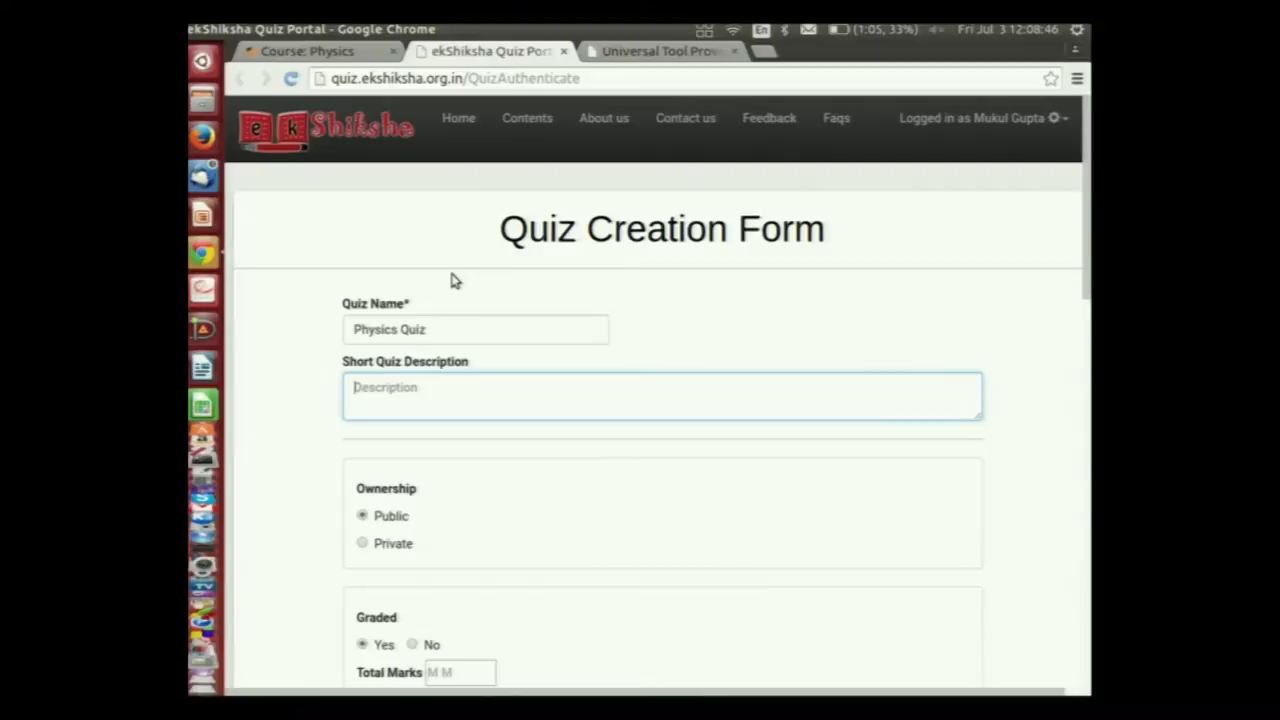 ekShiksha Quiz Portal - Google Chrome
En
(1:05, 33%)
Fri Jul 3 12:08:46
Course: Physics
ekShiksha Quiz Port
Universal Tool Prov
quiz.ekshiksha.org.in/QuizAuthenticate
ek Shiksha
Home
Contents
About us
Contact us
Feedback
Faqs
Logged in as Mukul Gupta
Quiz Creation Form
Quiz Name*
Physics Quiz
Short Quiz Description
Description
Ownership
Public
Private
Graded
Yes
No
Total Marks
M M